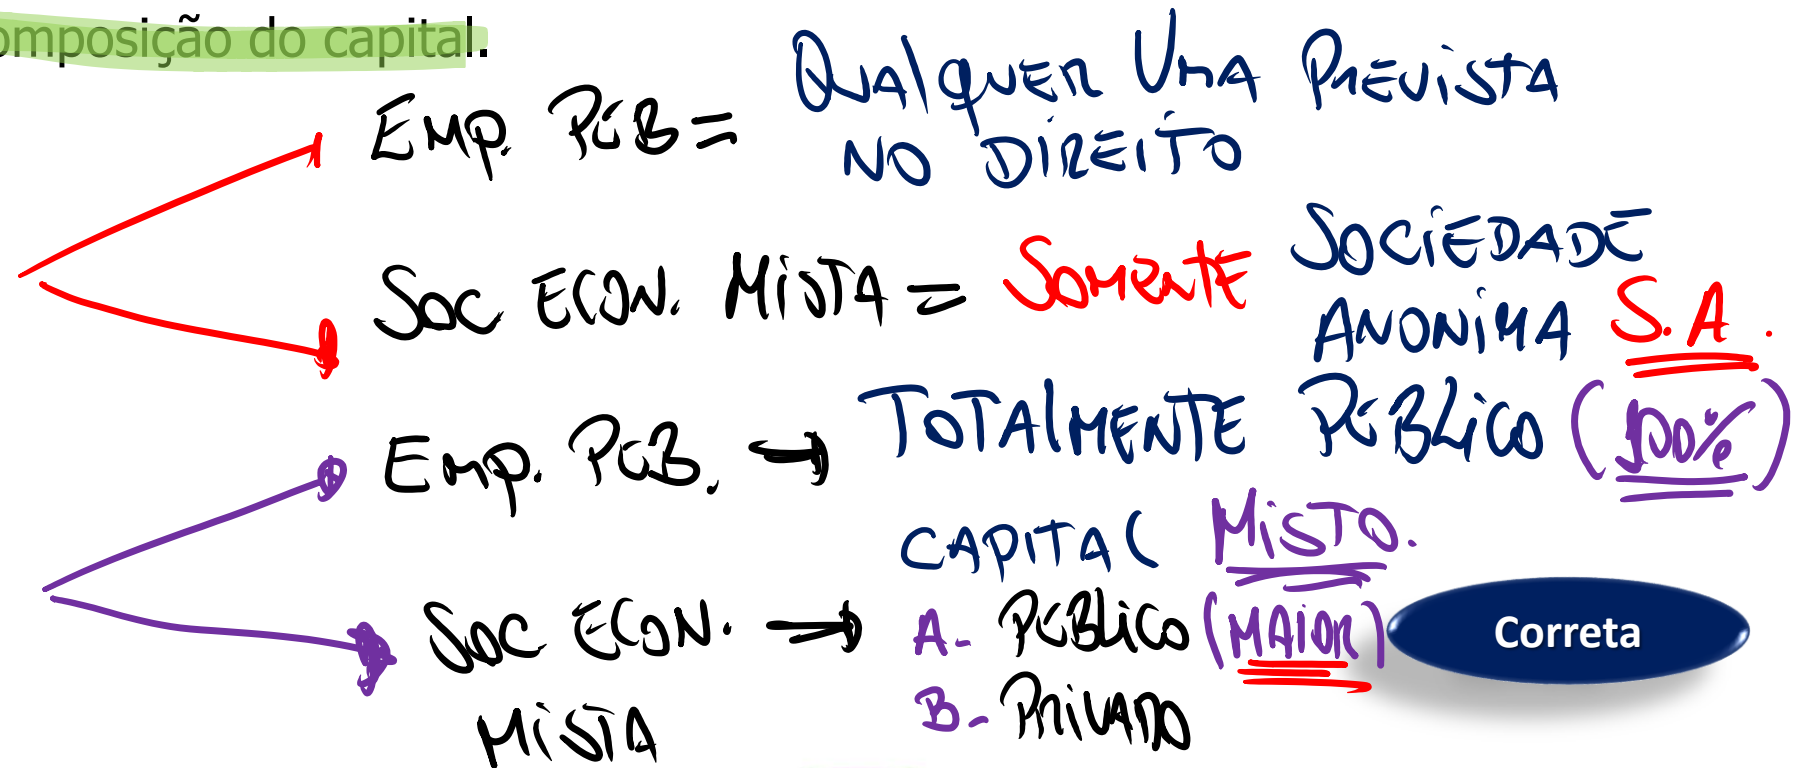 omposição do capital.
EMP. PÚB = QUALQUER UMA PREVISTA
NO DIREITO
SOC ECON. MISTA = SOMENTE SOCIEDADE
ANONIMA S.A.
EMP. PÚB. → TOTALMENTE PÚBLICO (100%)
CAPITAL MISTO.
SOC ECON. → A- PÚBLICO (MAIOR)
MISTA B- PRIVADO
Correta